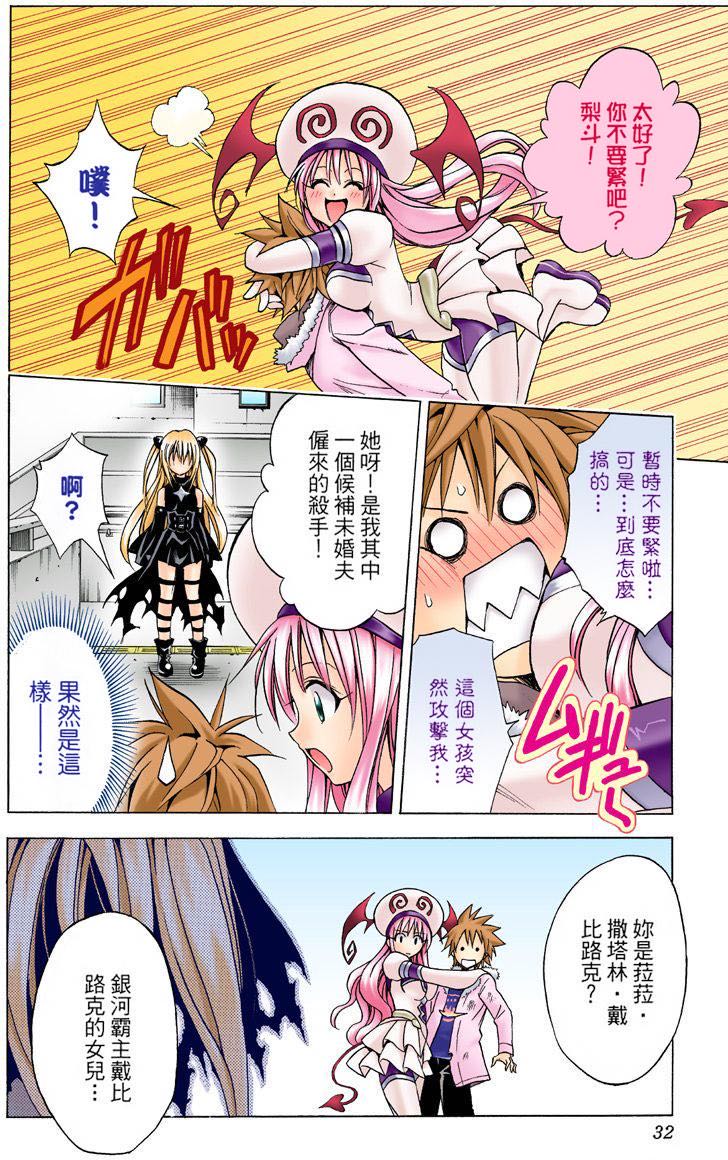 太好了!
你不要緊吧?
梨斗!
噗!
ガバッ
暫時不要緊啦…
可是…到底怎麼
搞的…
這個女孩突
然攻擊我…
ムギュ～
她呀!是我其中
一個候補未婚夫
僱來的殺手!
啊?
果然是這
樣——…
妳是菈菈·
撒塔林·戴
比路克?
銀河霸主戴比
路克的女兒…
32